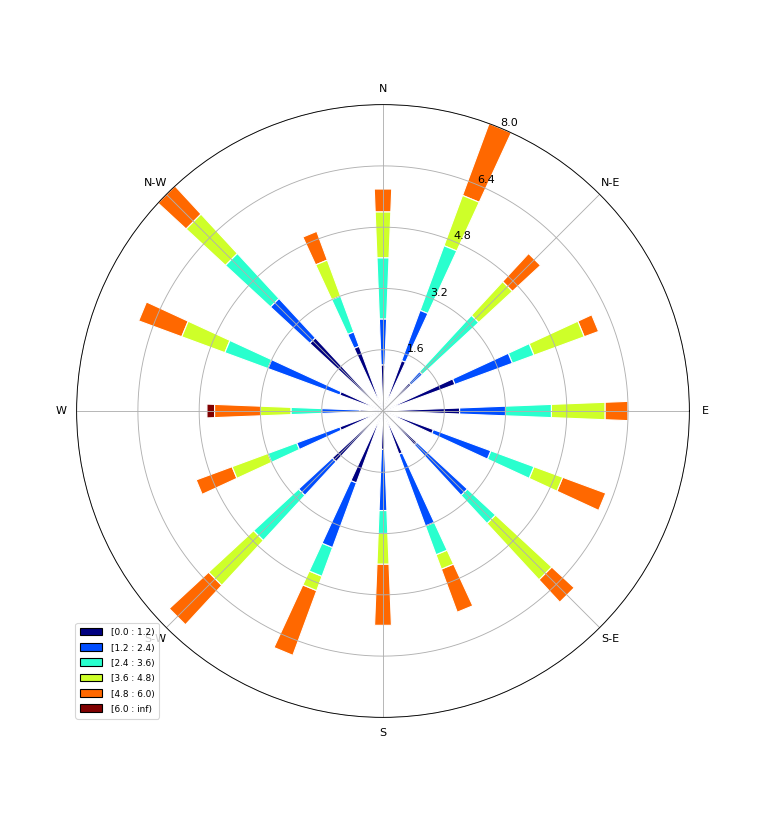 N
8.0
N-W
6.4
N-E
4.8
3.2
1.6
W
E
S-W
S-E
[0.0 : 1.2)
[1.2 : 2.4)
[2.4 : 3.6)
[3.6 : 4.8)
[4.8 : 6.0)
[6.0 : inf)
S